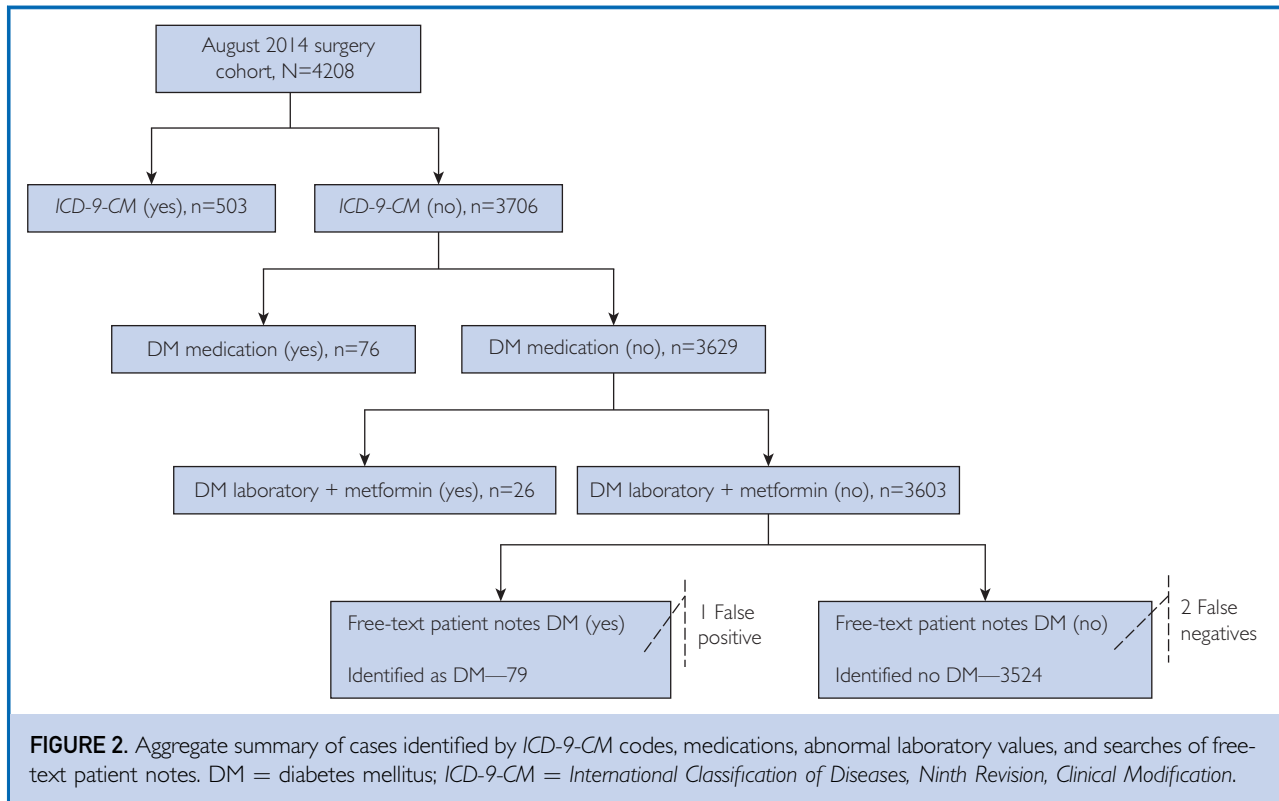 August 2014 surgery
cohort, N=4208
ICD-9-CM (yes), n=503
ICD-9-CM (no), n=3706
DM medication (yes), n=76
DM medication (no), n=3629
DM laboratory + metformin (yes), n=26
DM laboratory + metformin (no), n=3603
Free-text patient notes DM (yes)
Identified as DM—79
1 False
positive
Free-text patient notes DM (no)
Identified no DM—3524
2 False
negatives
FIGURE 2. Aggregate summary of cases identified by ICD-9-CM codes, medications, abnormal laboratory values, and searches of free-
text patient notes. DM = diabetes mellitus; ICD-9-CM = International Classification of Diseases, Ninth Revision, Clinical Modification.